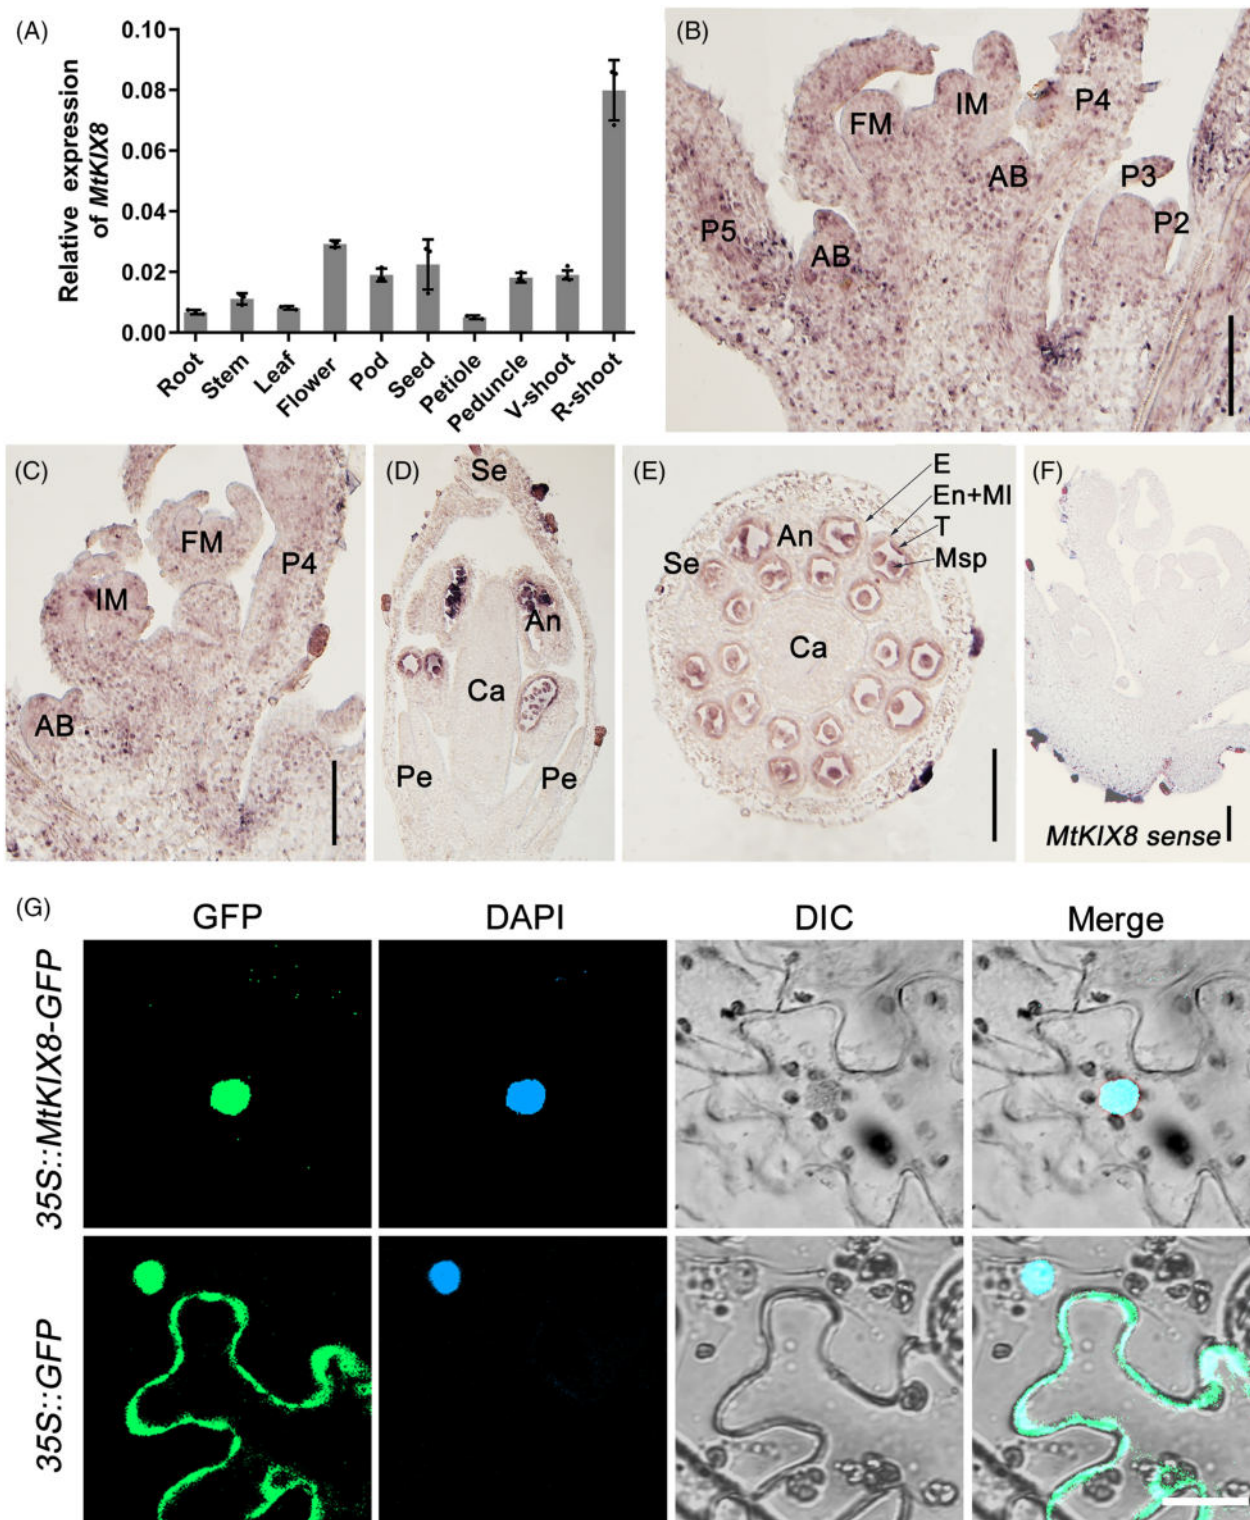 (A)
Relative expression
of MtKIX8
0.10
0.08
0.06
0.04
0.02
0.00
Root
Stem
Leaf
Flower
Pod
Seed
Petiole
Peduncle
V-shoot
R-shoot
(B)
FM
IM
P4
AB
P3
P2
P5
AB
(C)
FM
P4
IM
AB
(D)
Se
An
Ca
Pe
Pe
(E)
E
En+Ml
An
T
Se
Msp
Ca
(F)
MtKIX8 sense
(G)
GFP
DAPI
DIC
Merge
35S::MtKIX8-GFP
35S::GFP